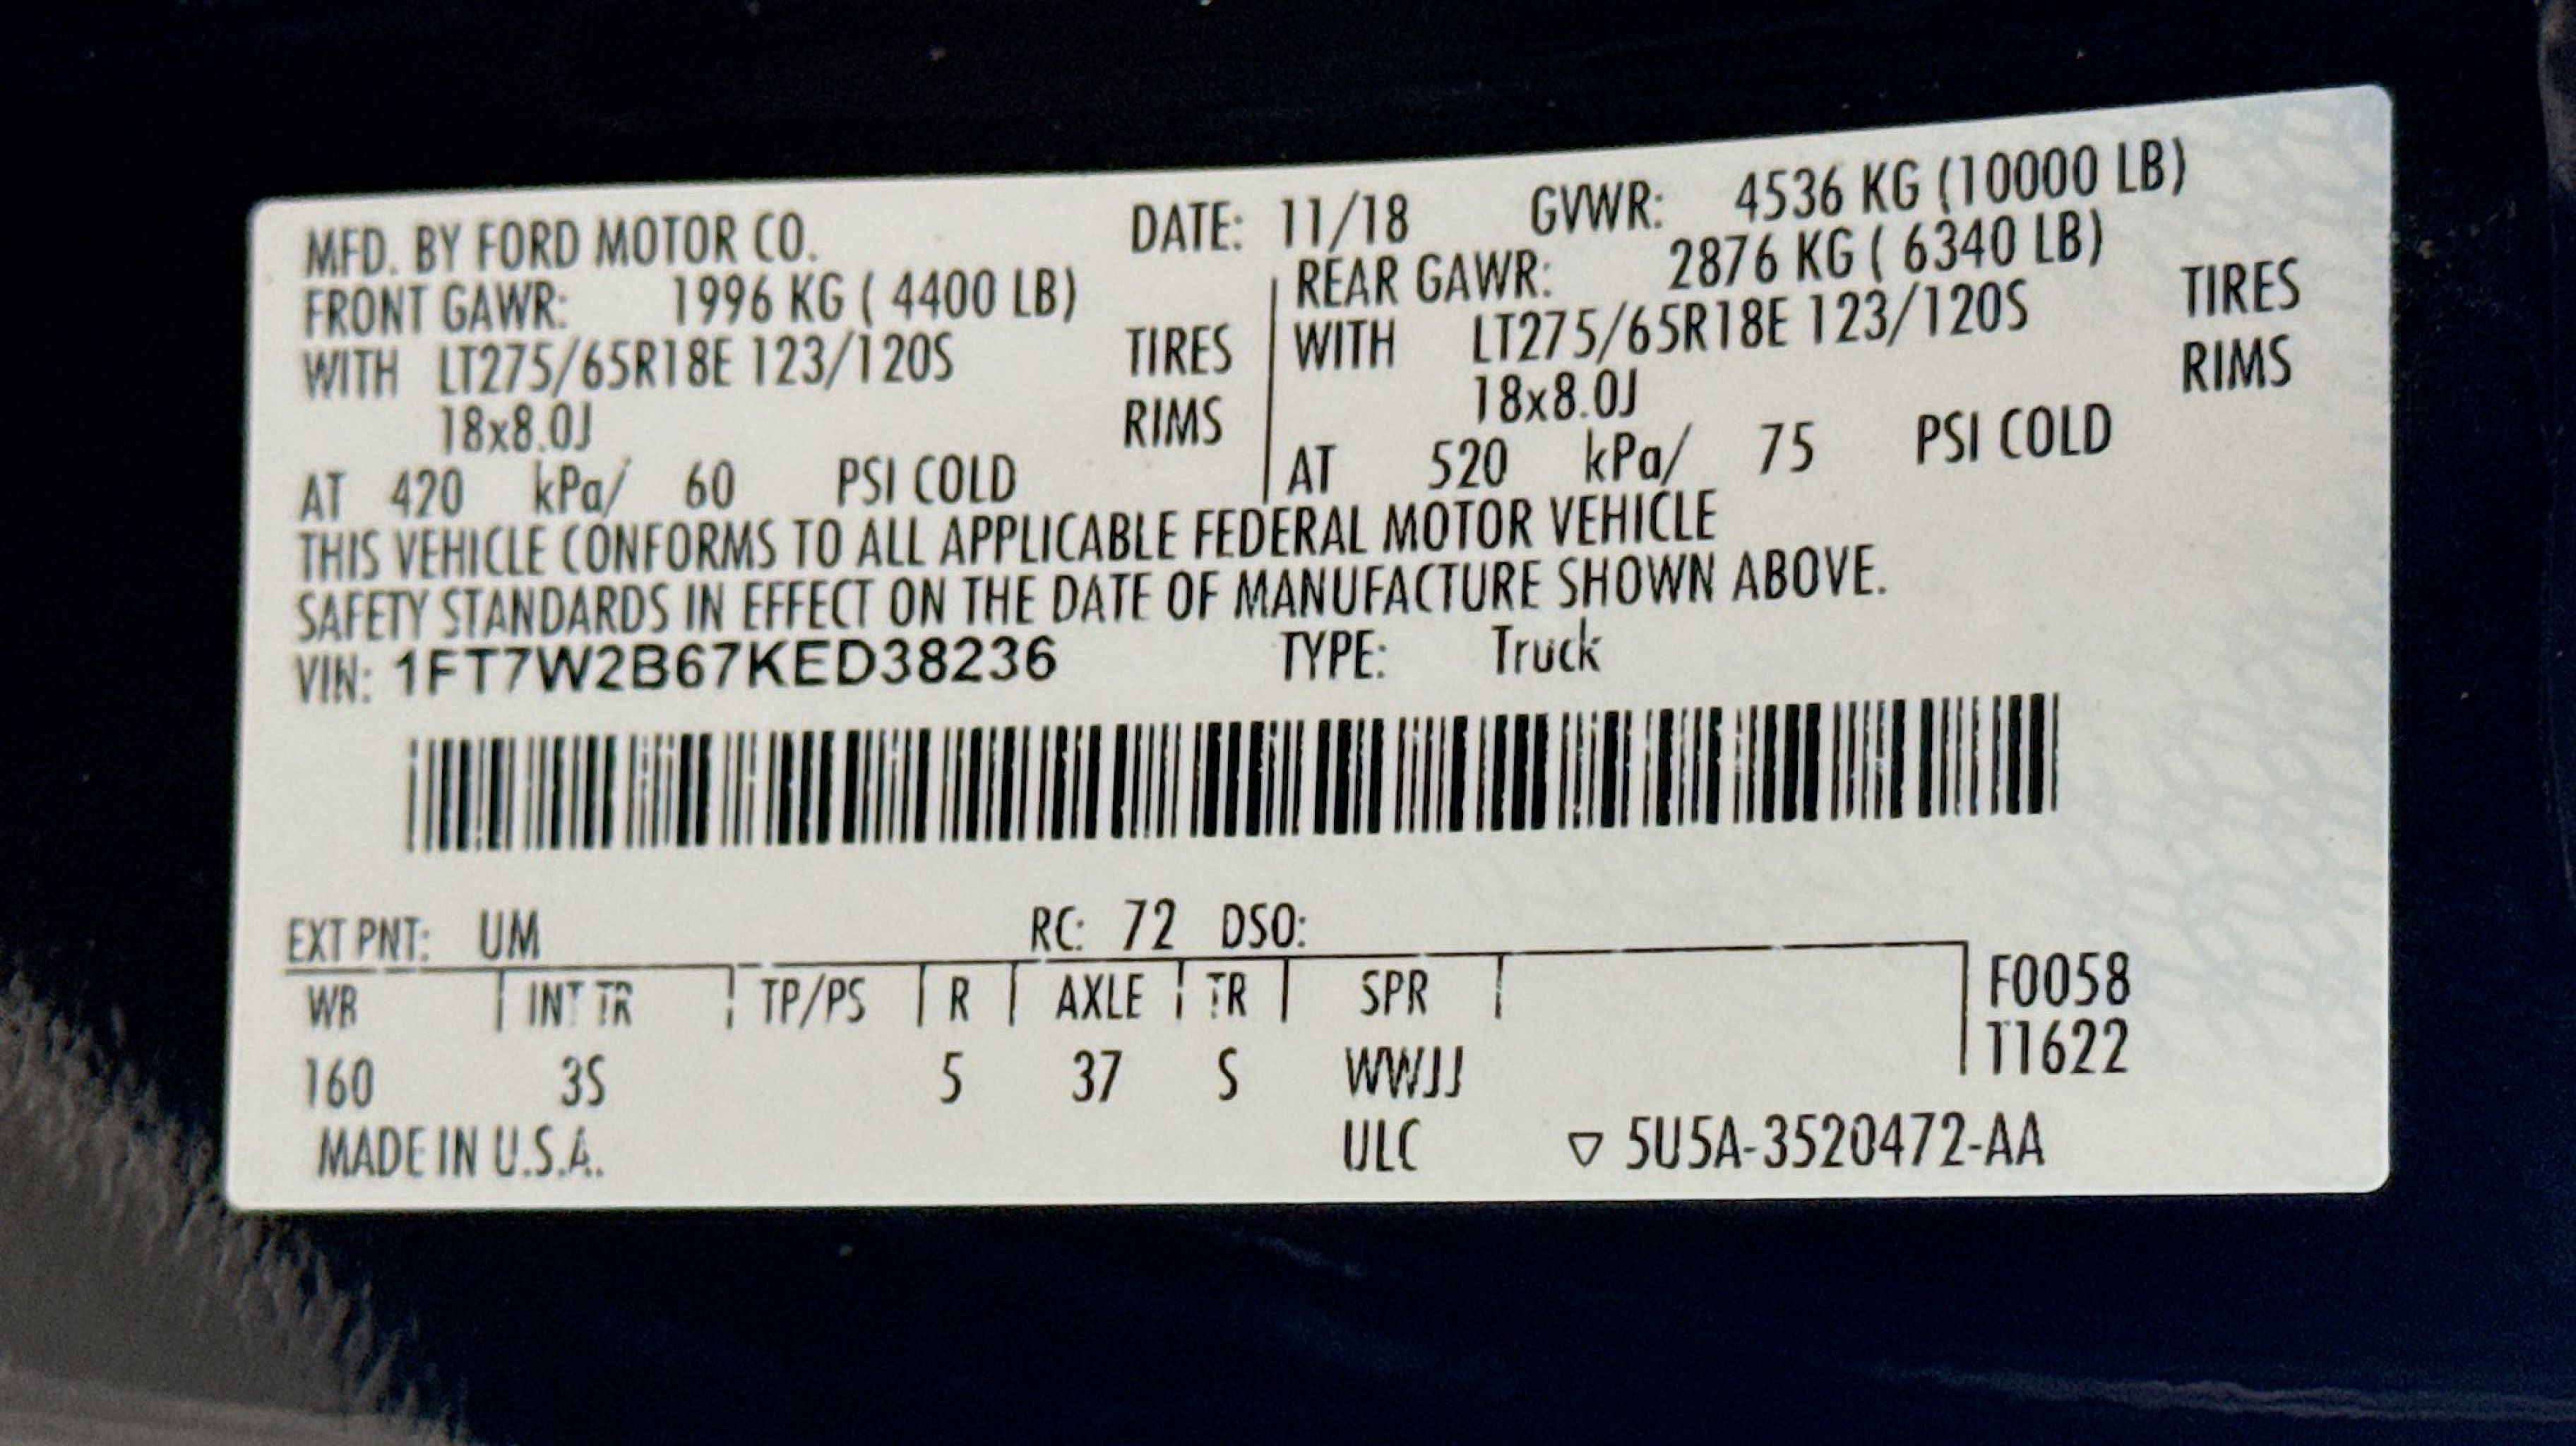 MFD. BY FORD MOTOR CO. DATE: 11/18 GVWR: 4536 KG (10000 LB)
FRONT GAWR: 1996 KG ( 4400 LB) REAR GAWR: 2876 KG ( 6340 LB)
WITH LT275/65R18E 123/120S TIRES WITH LT275/65R18E 123/120S TIRES
18x8.0J RIMS 18x8.0J RIMS
AT 420 kPa/ 60 PSI COLD AT 520 kPa/ 75 PSI COLD
THIS VEHICLE CONFORMS TO ALL APPLICABLE FEDERAL MOTOR VEHICLE
SAFETY STANDARDS IN EFFECT ON THE DATE OF MANUFACTURE SHOWN ABOVE.
VIN: 1FT7W2B67KED38236 TYPE: Truck
EXT PNT: UM RC: 72 DSO:
WB INT TR TP/PS R AXLE TR SPR F0058
160 3S 5 37 S WWJJ T1622
MADE IN U.S.A. ULC ▽ 5U5A-3520472-AA